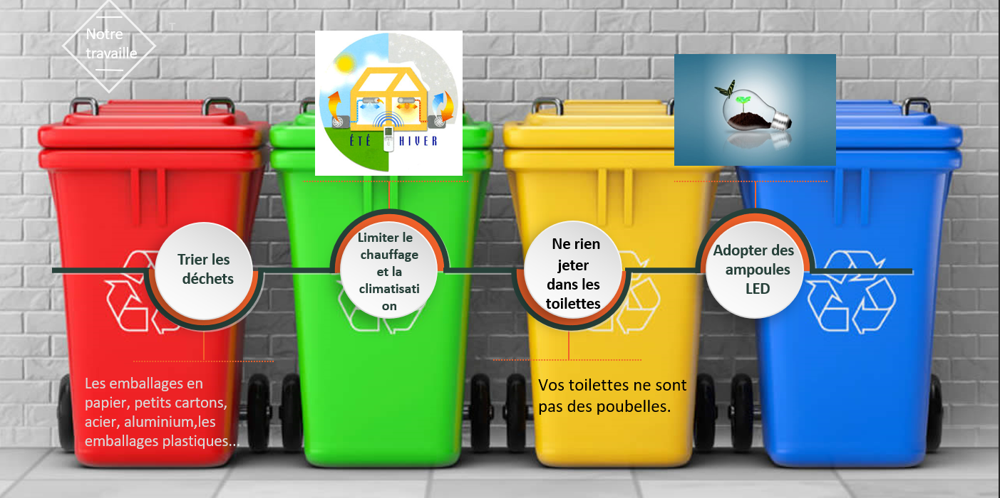 Notre
travaille
T
ÉTÉ HIVER
Trier les
déchets
Limiter le
chauffage
et la
climatisati
on
Ne rien
jeter
dans les
toilettes
Adopter des
ampoules
LED
Les emballages en
papier, petits cartons,
acier, aluminium,les
emballages plastiques...
Vos toilettes ne sont
pas des poubelles.